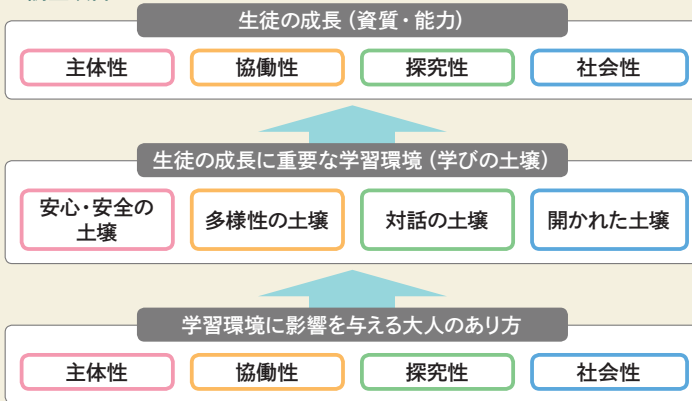 生徒の成長（資質・能力）
主体性
協働性
探究性
社会性
生徒の成長に重要な学習環境（学びの土壌）
安心・安全の
土壌
多様性の土壌
対話の土壌
開かれた土壌
学習環境に影響を与える大人のあり方
主体性
協働性
探究性
社会性